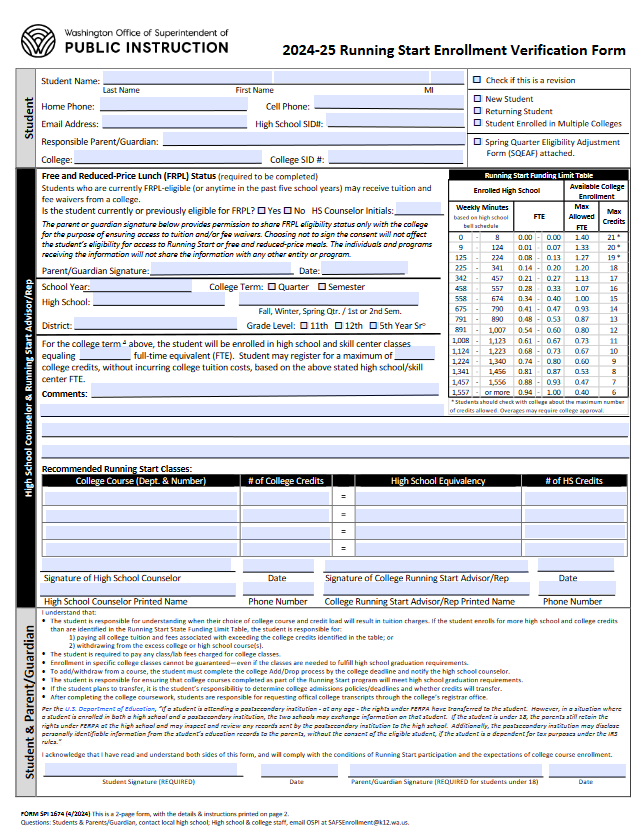 Washington Office of Superintendent of
PUBLIC INSTRUCTION
2024-25 Running Start Enrollment Verification Form
Student
Student Name:
Last Name First Name MI
Home Phone: Cell Phone:
Email Address: High School SID#:
Responsible Parent/Guardian:
College: College SID #:
Check if this is a revision
New Student
Returning Student
Student Enrolled in Multiple Colleges
Spring Quarter Eligibility Adjustment
Form (SQEAF) attached.
High School Counselor & Running Start Advisor/Rep
Free and Reduced-Price Lunch (FRPL) Status (required to be completed)
Students who are currently FRPL-eligible (or anytime in the past five school years) may receive tuition and
fee waivers from a college.
Is the student currently or previously eligible for FRPL? Yes No HS Counselor Initials:
The parent or guardian signature below provides permission to share FRPL eligibility status only with the college
for the purpose of ensuring access to tuition and/or fee waivers. Choosing not to sign the consent will not affect
the student's eligibility for access to Running Start or free and reduced-price meals. The individuals and programs
receiving the information will not share the information with any other entity or program.
Parent/Guardian Signature: Date:
School Year: College Term: Quarter Semester
High School:
Fall, Winter, Spring Qtr. / 1st or 2nd Sem.
District: Grade Level: 11th 12th 5th Year Sr°
For the college term ^ above, the student will be enrolled in high school and skill center classes
equaling full-time equivalent (FTE). Student may register for a maximum of
college credits, without incurring college tuition costs, based on the above stated high school/skill
center FTE.
Comments:
Running Start Funding Limit Table
Enrolled High School Available College Enrollment
Weekly Minutes based on high school bell schedule FTE Max Allowed FTE Max Credits
0 - 8 0.00 - 0.00 1.40 21 *
9 - 124 0.01 - 0.07 1.33 20 *
125 - 224 0.08 - 0.13 1.27 19 *
225 - 341 0.14 - 0.20 1.20 18
342 - 457 0.21 - 0.27 1.13 17
458 - 557 0.28 - 0.33 1.07 16
558 - 674 0.34 - 0.40 1.00 15
675 - 790 0.41 - 0.47 0.93 14
791 - 890 0.48 - 0.53 0.87 13
891 - 1,007 0.54 - 0.60 0.80 12
1,008 - 1,123 0.61 - 0.67 0.73 11
1,124 - 1,223 0.68 - 0.73 0.67 10
1,224 - 1,340 0.74 - 0.80 0.60 9
1,341 - 1,456 0.81 - 0.87 0.53 8
1,457 - 1,556 0.88 - 0.93 0.47 7
1,557 - or more 0.94 - 1.00 0.40 6
* Students should check with college about the maximum number
of credits allowed. Overages may require college approval.
Recommended Running Start Classes:
College Course (Dept. & Number) # of College Credits High School Equivalency # of HS Credits
=
=
=
=
Signature of High School Counselor Date Signature of College Running Start Advisor/Rep Date
High School Counselor Printed Name Phone Number College Running Start Advisor/Rep Printed Name Phone Number
Student & Parent/Guardian
I understand that:
• The student is responsible for understanding when their choice of college course and credit load will result in tuition charges. If the student enrolls for more high school and college credits
than are identified in the Running Start State Funding Limit Table, the student is responsible for:
1) paying all college tuition and fees associated with exceeding the college credits identified in the table; or
2) withdrawing from the excess college or high school course(s).
• The student is required to pay any class/lab fees charged for college classes.
• Enrollment in specific college classes cannot be guaranteed—even if the classes are needed to fulfill high school graduation requirements.
• To add/withdraw from a course, the student must complete the college Add/Drop process by the college deadline and notify the high school counselor.
• The student is responsible for ensuring that college courses completed as part of the Running Start program will meet high school graduation requirements.
• If the student plans to transfer, it is the student's responsibility to determine college admissions policies/deadlines and whether credits will transfer.
• After completing the college coursework, students are responsible for requesting official college transcripts through the college's registrar office.
Per the U.S. Department of Education, "If a student is attending a postsecondary institution - at any age - the rights under FERPA have transferred to the student. However, in a situation where
a student is enrolled in both a high school and a postsecondary institution, the two schools may exchange information on that student. If the student is under 18, the parents still retain the
rights under FERPA at the high school and may inspect and review any records sent by the postsecondary institution to the high school. Additionally, the postsecondary institution may disclose
personally identifiable information from the student's education records to the parents, without the consent of the eligible student, if the student is a dependent for tax purposes under the IRS
rules."
I acknowledge that I have read and understand both sides of this form, and will comply with the conditions of Running Start participation and the expectations of college course enrollment.
Student Signature (REQUIRED) Date Parent/Guardian Signature (REQUIRED for students under 18) Date
FORM SPI 1674 (4/2024) This is a 2-page form, with the details & instructions printed on page 2.
Questions: Students & Parents/Guardian, contact local high school; High school & college staff, email OSPI at SAFSEnrollment@k12.wa.us.